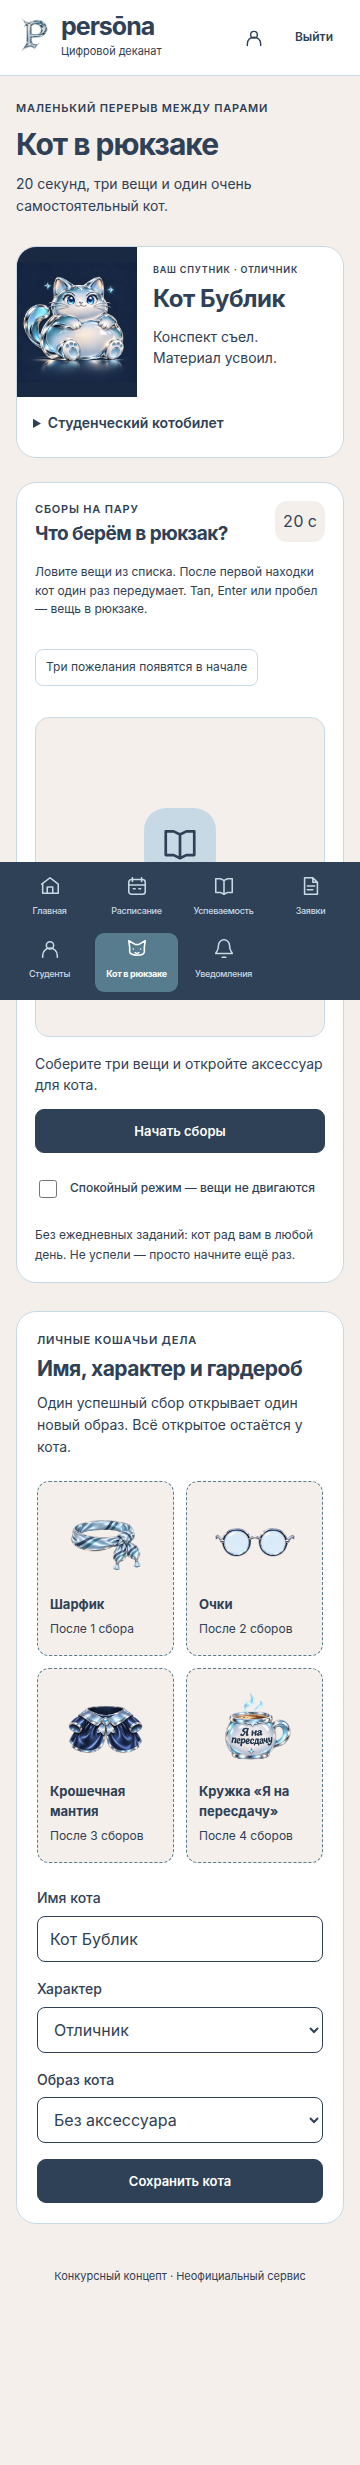 persōna
Цифровой деканат
Выйти
МАЛЕНЬКИЙ ПЕРЕРЫВ МЕЖДУ ПАРАМИ
Кот в рюкзаке
20 секунд, три вещи и один очень
самостоятельный кот.
ВАШ СПУТНИК · ОТЛИЧНИК
Кот Бублик
Конспект съел.
Материал усвоил.
Студенческий котобилет
СБОРЫ НА ПАРУ
Что берём в рюкзак?
20 с
Ловите вещи из списка. После первой находки
кот один раз передумает. Тап, Enter или пробел
— вещь в рюкзаке.
Три пожелания появятся в начале
Главная
Расписание
Успеваемость
Заявки
Студенты
Кот в рюкзаке
Уведомления
Соберите три вещи и откройте аксессуар
для кота.
Начать сборы
Спокойный режим — вещи не двигаются
Без ежедневных заданий: кот рад вам в любой
день. Не успели — просто начните ещё раз.
ЛИЧНЫЕ КОШАЧЬИ ДЕЛА
Имя, характер и гардероб
Один успешный сбор открывает один
новый образ. Всё открытое остаётся у
кота.
Шарфик
После 1 сбора
Очки
После 2 сборов
Крошечная
мантия
После 3 сборов
Я на
пересдачу
Кружка «Я на
пересдачу»
После 4 сборов
Имя кота
Кот Бублик
Характер
Отличник
Образ кота
Без аксессуара
Сохранить кота
Конкурсный концепт · Неофициальный сервис